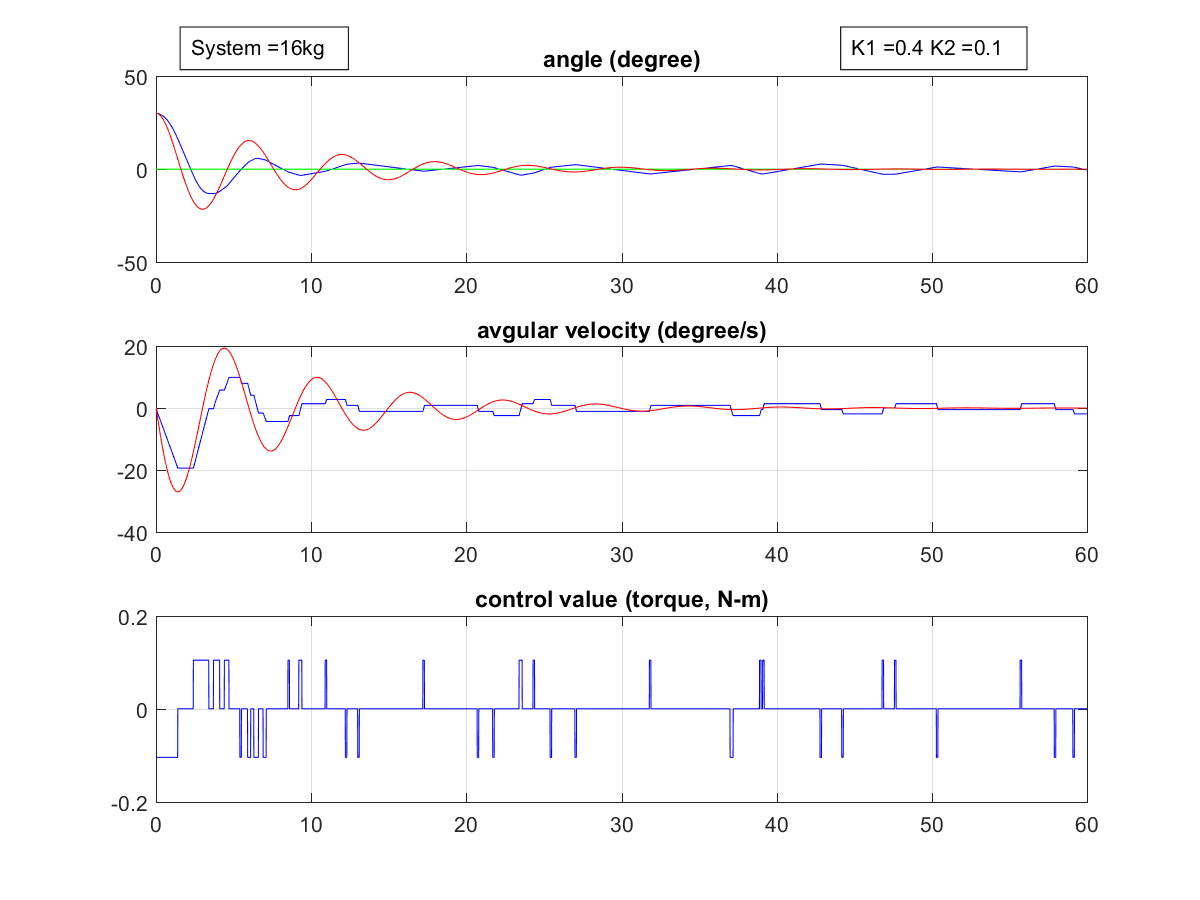 System =16kg
K1 =0.4 K2 =0.1
angle (degree)
50
0
-50
0 10 20 30 40 50 60
avgular velocity (degree/s)
20
0
-20
-40
0 10 20 30 40 50 60
control value (torque, N-m)
0.2
0
-0.2
0 10 20 30 40 50 60